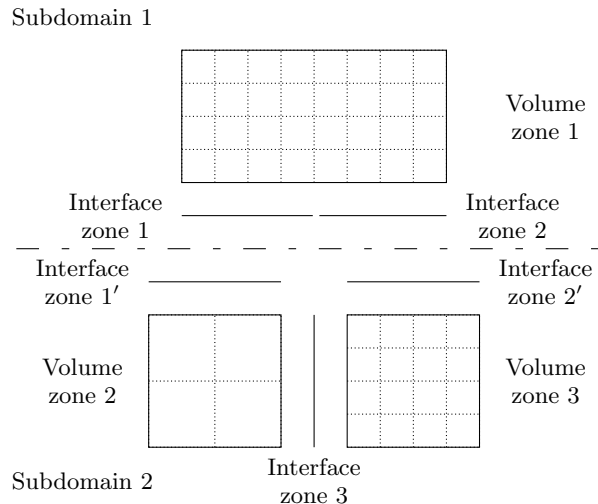 Subdomain 1
Volume
zone 1
Interface
zone 1
Interface
zone 2
Interface
zone 1′
Interface
zone 2′
Volume
zone 2
Volume
zone 3
Interface
zone 3
Subdomain 2